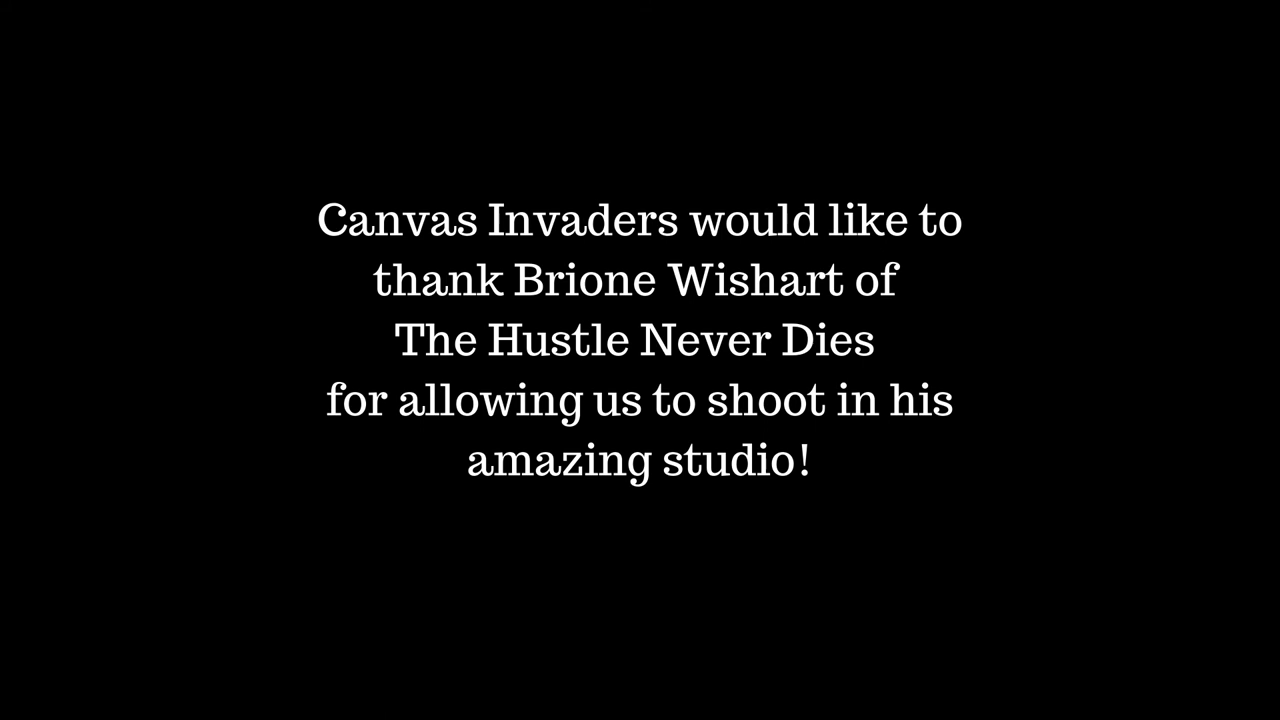 Canvas Invaders would like to
thank Brione Wishart of
The Hustle Never Dies
for allowing us to shoot in his
amazing studio!